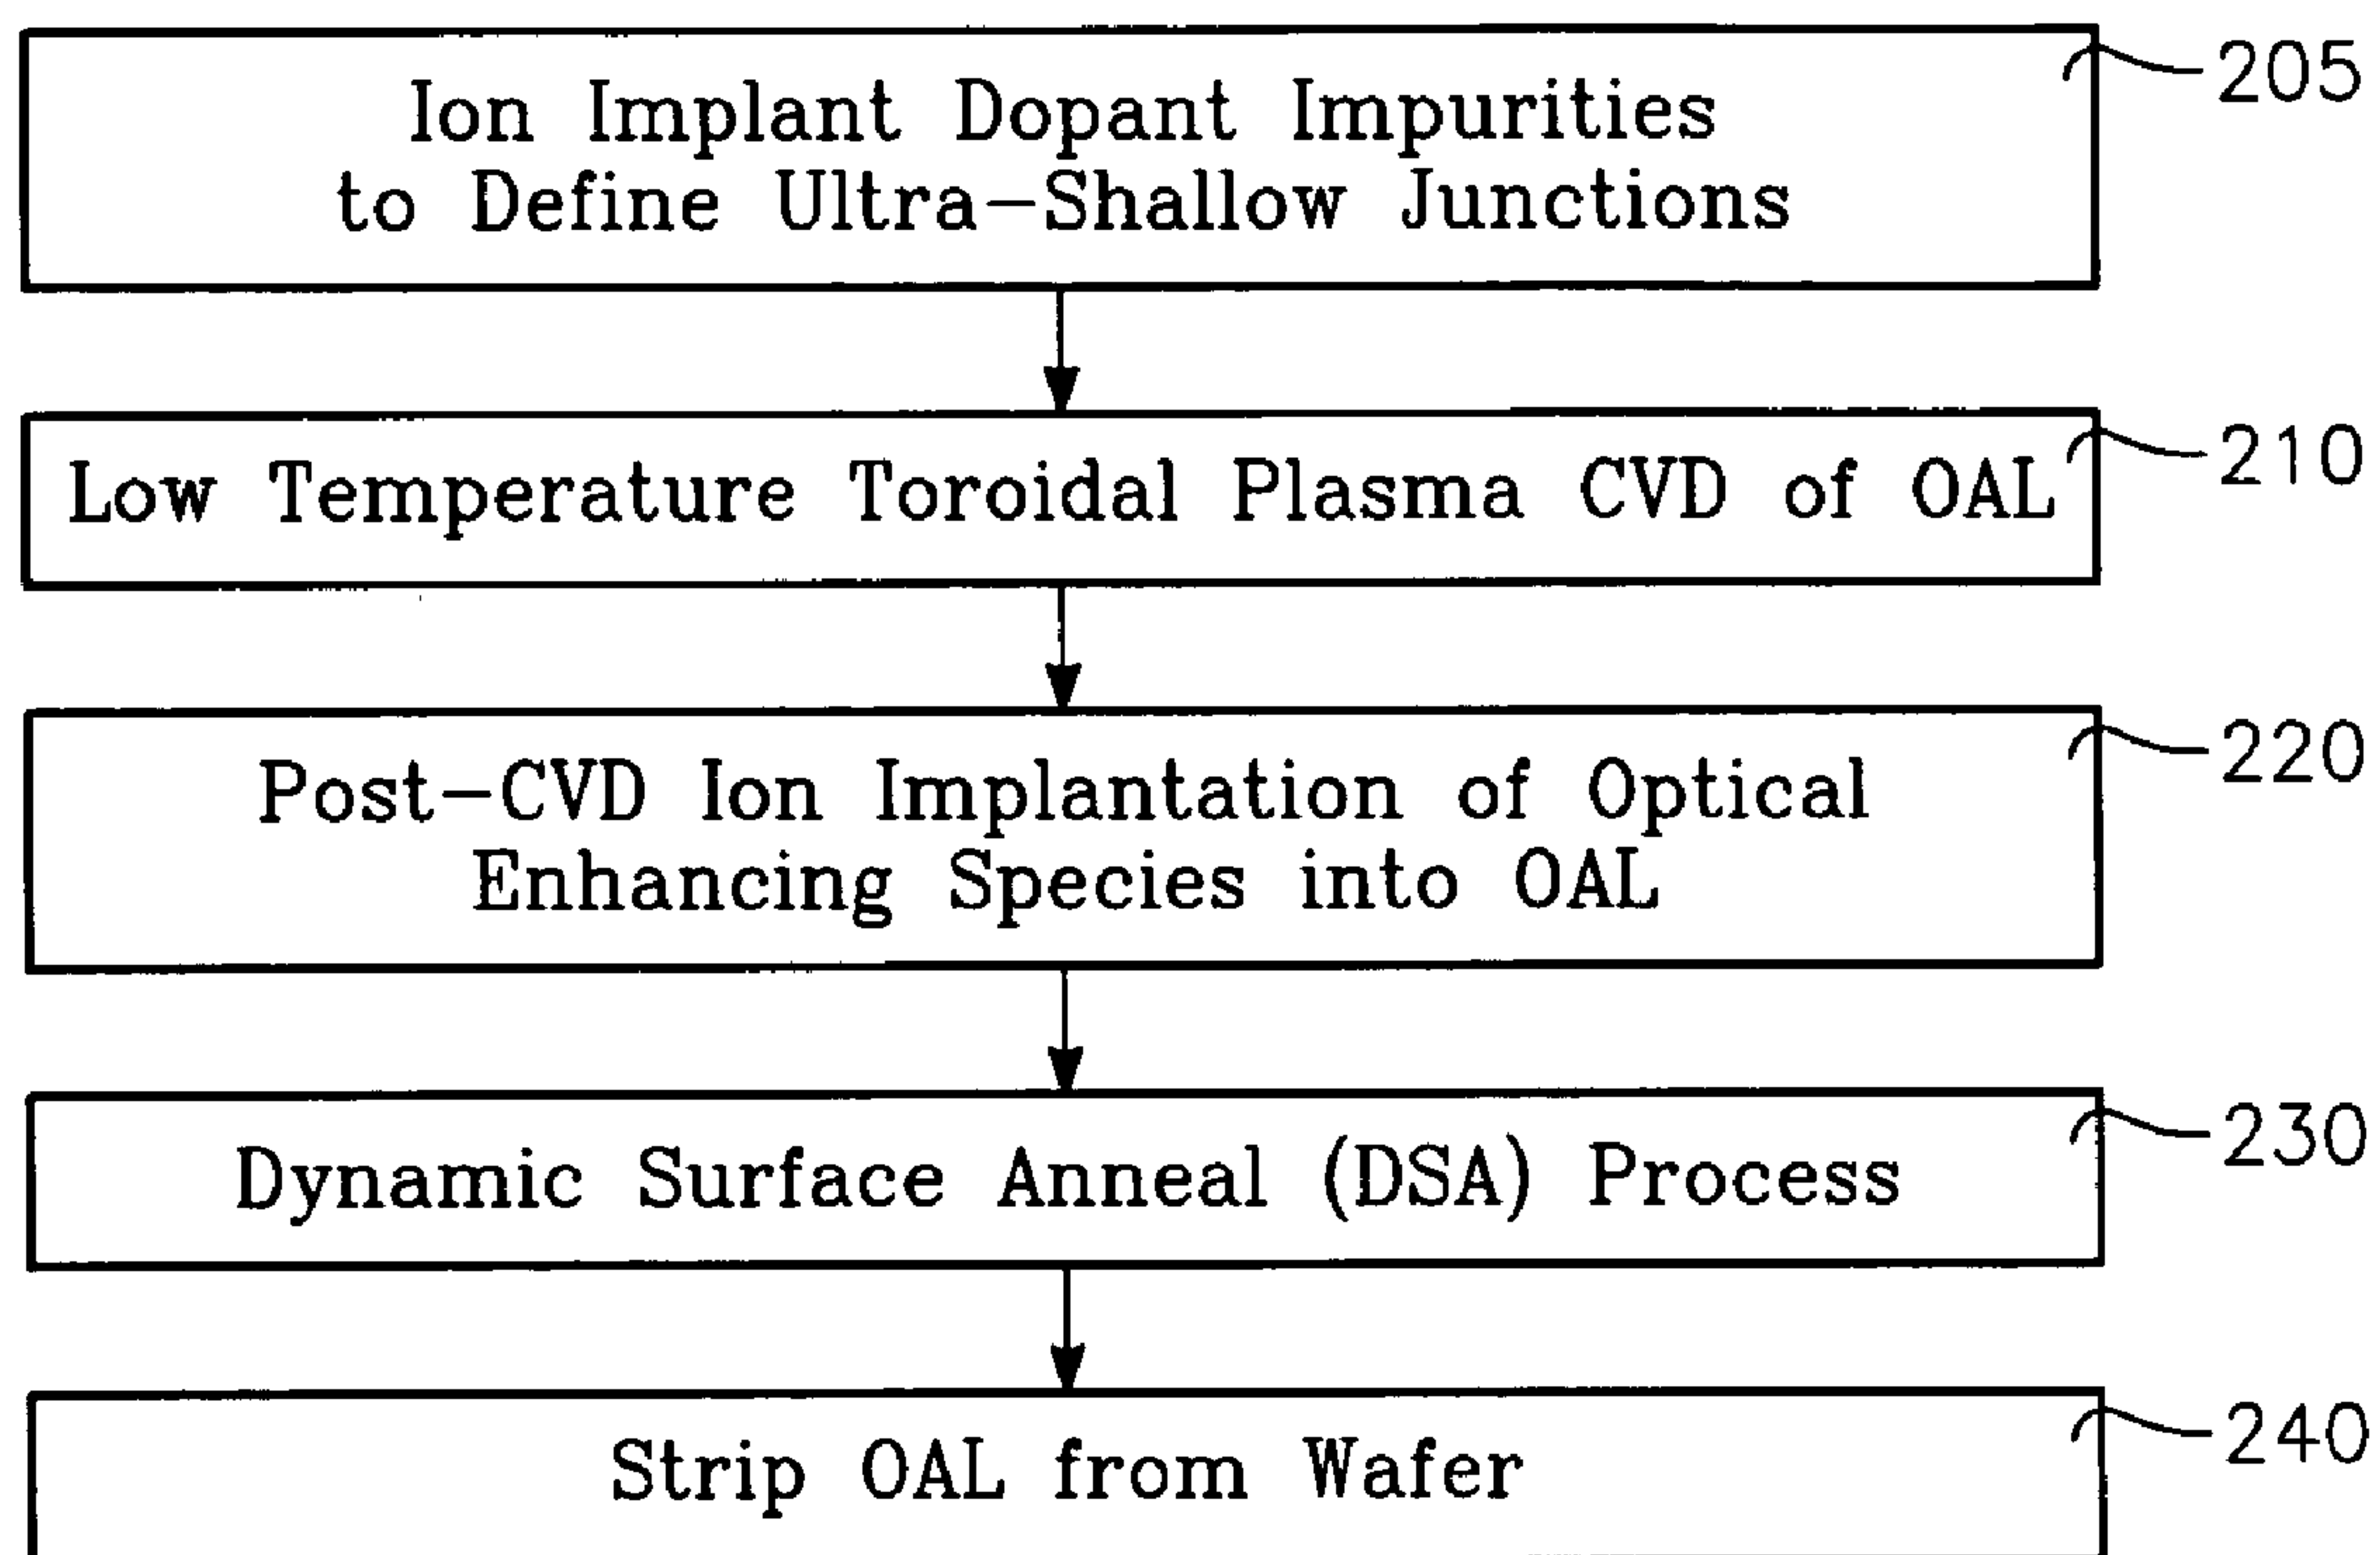 Ion Implant Dopant Impurities
to Define Ultra-Shallow Junctions
205
Low Temperature Toroidal Plasma CVD of OAL
210
Post-CVD Ion Implantation of Optical
Enhancing Species into OAL
220
Dynamic Surface Anneal (DSA) Process
230
Strip OAL from Wafer
240